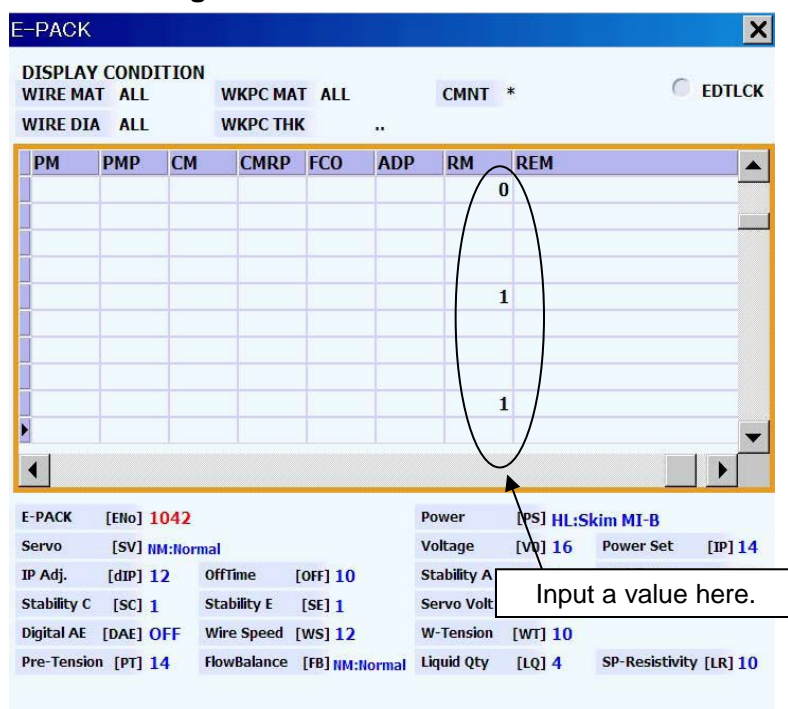 E-PACK
DISPLAY CONDITION
WIRE MAT ALL WKPC MAT ALL CMNT * EDTLCK
WIRE DIA ALL WKPC THK ..
PM PMP CM CMRP FCO ADP RM REM
0
1
1
E-PACK [ENo] 1042 Power [PS] HL:Skim MI-B
Servo [SV] NM:Normal Voltage [V0] 16 Power Set [IP] 14
IP Adj. [dIP] 12 OffTime [OFF] 10 Stability A
Input a value here.
Stability C [SC] 1 Stability E [SE] 1 Servo Volt
Digital AE [DAE] OFF Wire Speed [WS] 12 W-Tension [WT] 10
Pre-Tension [PT] 14 FlowBalance [FB] NM:Normal Liquid Qty [LQ] 4 SP-Resistivity [LR] 10